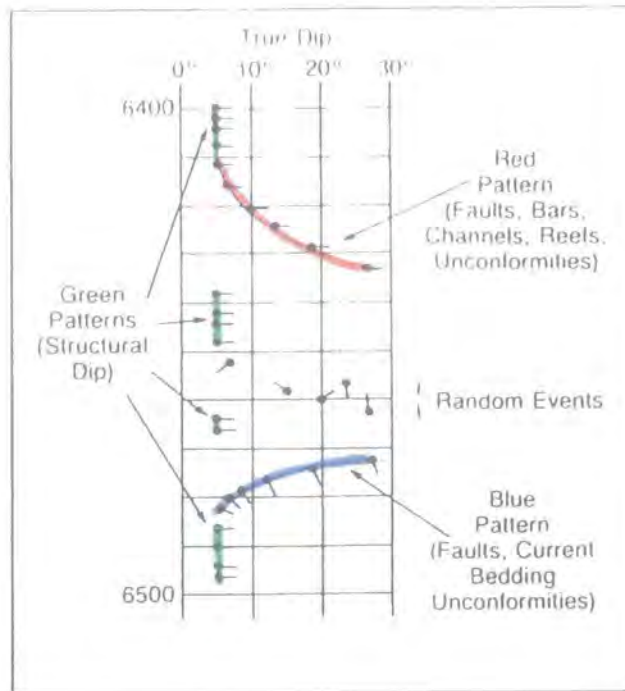 True Dip
0° 10° 20° 30°
6400
Red
Pattern
(Faults, Bars,
Channels, Reels,
Unconformities)
Green
Patterns
(Structural
Dip)
Random Events
Blue
Pattern
(Faults, Current
Bedding
Unconformities)
6500